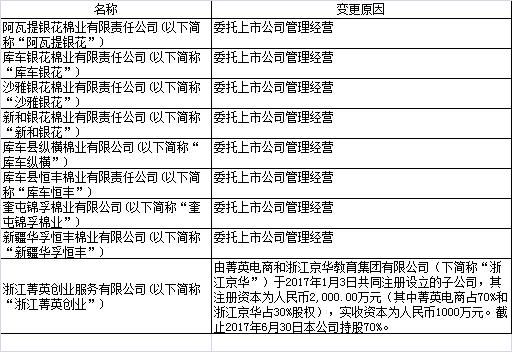 名称 变更原因
阿瓦提银花棉业有限责任公司(以下简 委托上市公司管理经营
称“阿瓦提银花”)
库车银花棉业有限责任公司(以下简称 委托上市公司管理经营
“库车银花”)
沙雅银花棉业有限责任公司(以下简称 委托上市公司管理经营
“沙雅银花”)
新和银花棉业有限责任公司(以下简称 委托上市公司管理经营
“新和银花”)
库车县纵横棉业有限公司(以下简称“ 委托上市公司管理经营
库车纵横”)
库车县恒丰棉业有限责任公司(以下简 委托上市公司管理经营
称“库车恒丰”)
奎屯锦孚棉业有限公司(以下简称“奎 委托上市公司管理经营
屯锦孚棉业”)
新疆华孚恒丰棉业有限公司(以下简称 委托上市公司管理经营
“新疆华孚恒丰”)
浙江菁英创业服务有限公司(以下简称
“浙江菁英创业”)
由菁英电商和浙江京华教育集团有限公司（下简称“浙
江京华”）于2017年1月3日共同注册设立的子公司，其
注册资本为人民币2,000.00万元（其中菁英电商占70%和
浙江京华占30%股权），实收资本为人民币1000万元。截
止2017年6月30日本公司持股70%。